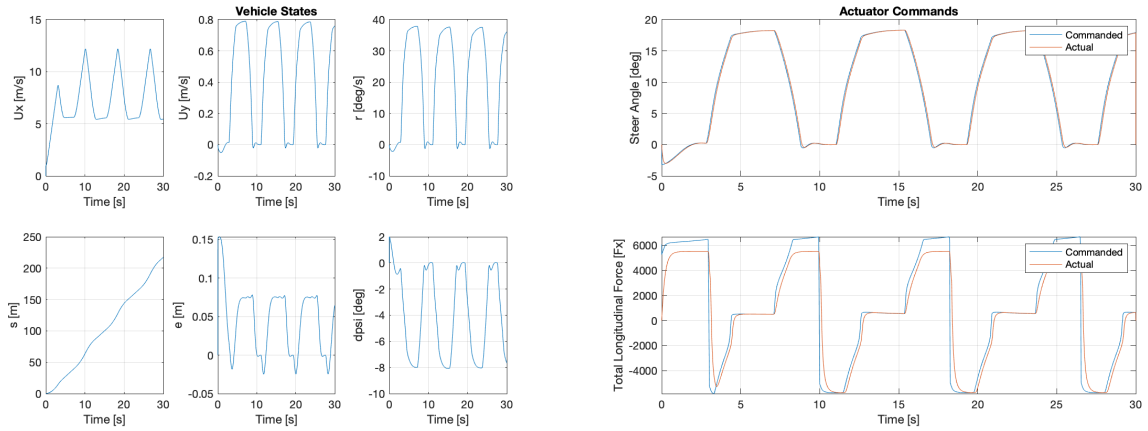 Vehicle States
15
10
5
0
Ux [m/s]
0 10 20 30
Time [s]
0.8
0.6
0.4
0.2
0
-0.2
Uy [m/s]
0 10 20 30
Time [s]
40
30
20
10
0
-10
r [deg/s]
0 10 20 30
Time [s]
250
200
150
100
50
0
s [m]
0 10 20 30
Time [s]
0.15
0.1
0.05
0
-0.05
e [m]
0 10 20 30
Time [s]
2
0
-2
-4
-6
-8
-10
dpsi [deg]
0 10 20 30
Time [s]
Actuator Commands
20
15
10
5
0
-5
Steer Angle [deg]
Commanded
Actual
0 5 10 15 20 25 30
Time [s]
6000
4000
2000
0
-2000
-4000
Total Longitudinal Force [Fx]
Commanded
Actual
0 5 10 15 20 25 30
Time [s]